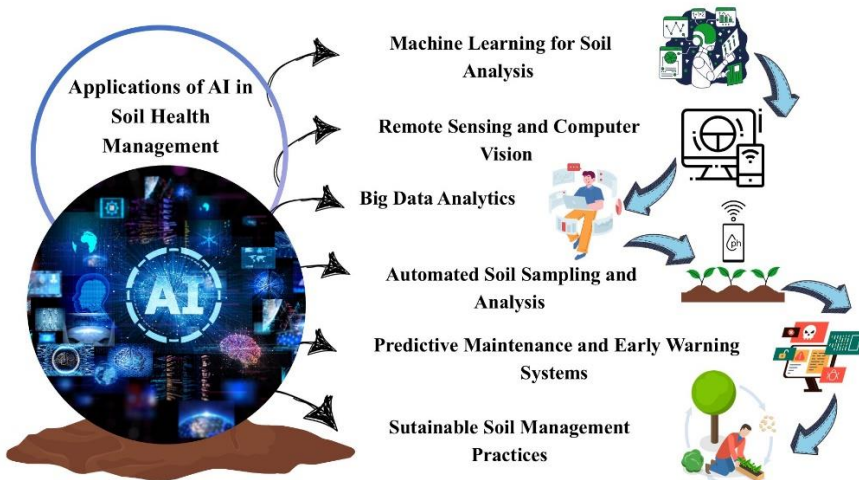 Applications of AI in
Soil Health
Management
AI
Machine Learning for Soil
Analysis
Remote Sensing and Computer
Vision
Big Data Analytics
ph
Automated Soil Sampling and
Analysis
Predictive Maintenance and Early Warning
Systems
Sutainable Soil Management
Practices